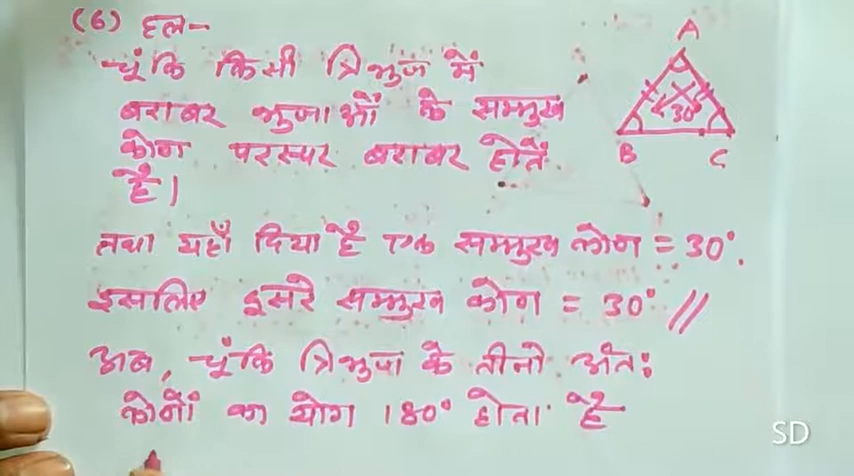 (6) हल-
चूंकि किसी त्रिभुज में
बराबर भुजाओं के सम्मुख
कोण परस्पर बराबर होते
हैं।
A
30°
B
C
तथा यहाँ दिया है एक सम्मुख कोण = 30°.
इसलिए दूसरे सम्मुख कोण = 30° //
अब, चूंकि त्रिभुज के तीनो अंत:
कोणों का योग 180° होता है
SD